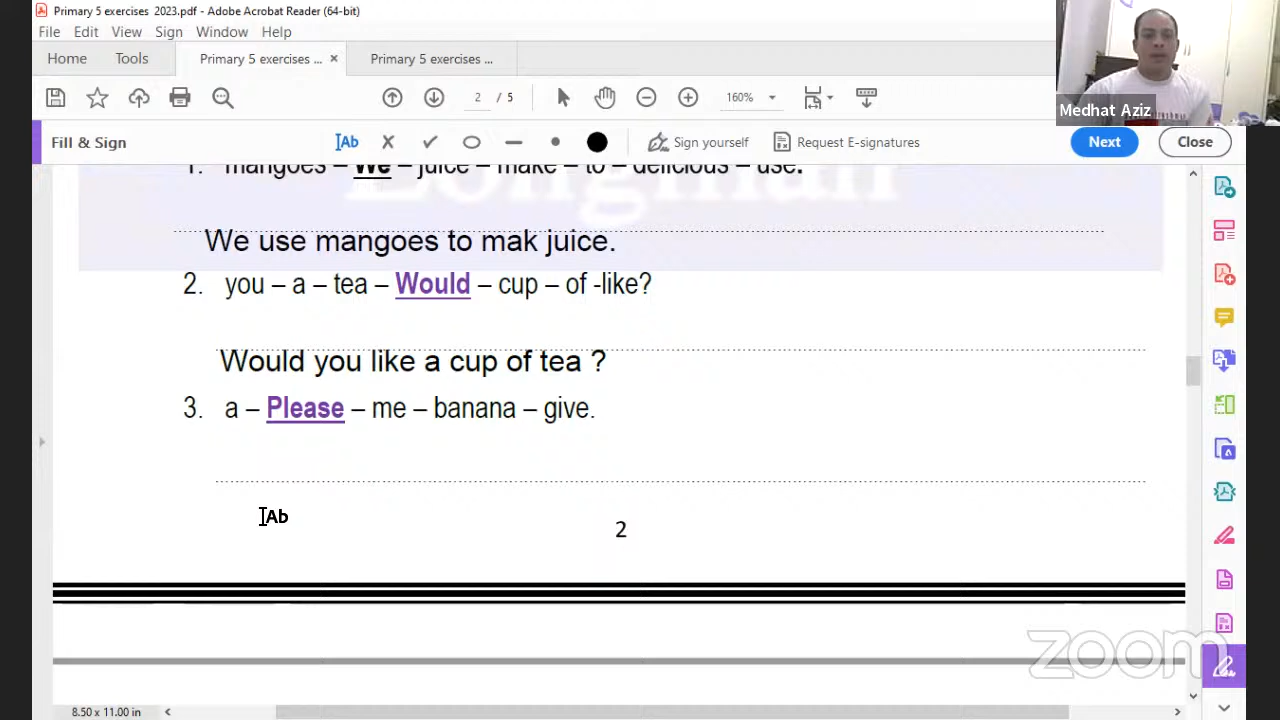 Primary 5 exercises 2023.pdf - Adobe Acrobat Reader (64-bit)
File Edit View Sign Window Help
Home Tools Primary 5 exercises ... × Primary 5 exercises ...
2 / 5 160%
Medhat Aziz
Fill & Sign Ab Sign yourself Request E-signatures Next Close
Longman
1. mangoes – We – juice – make – to – delicious – use.
We use mangoes to mak juice.
2. you – a – tea – Would – cup – of -like?
Would you like a cup of tea ?
3. a – Please – me – banana – give.
Ab
2
zoom
8.50 x 11.00 in